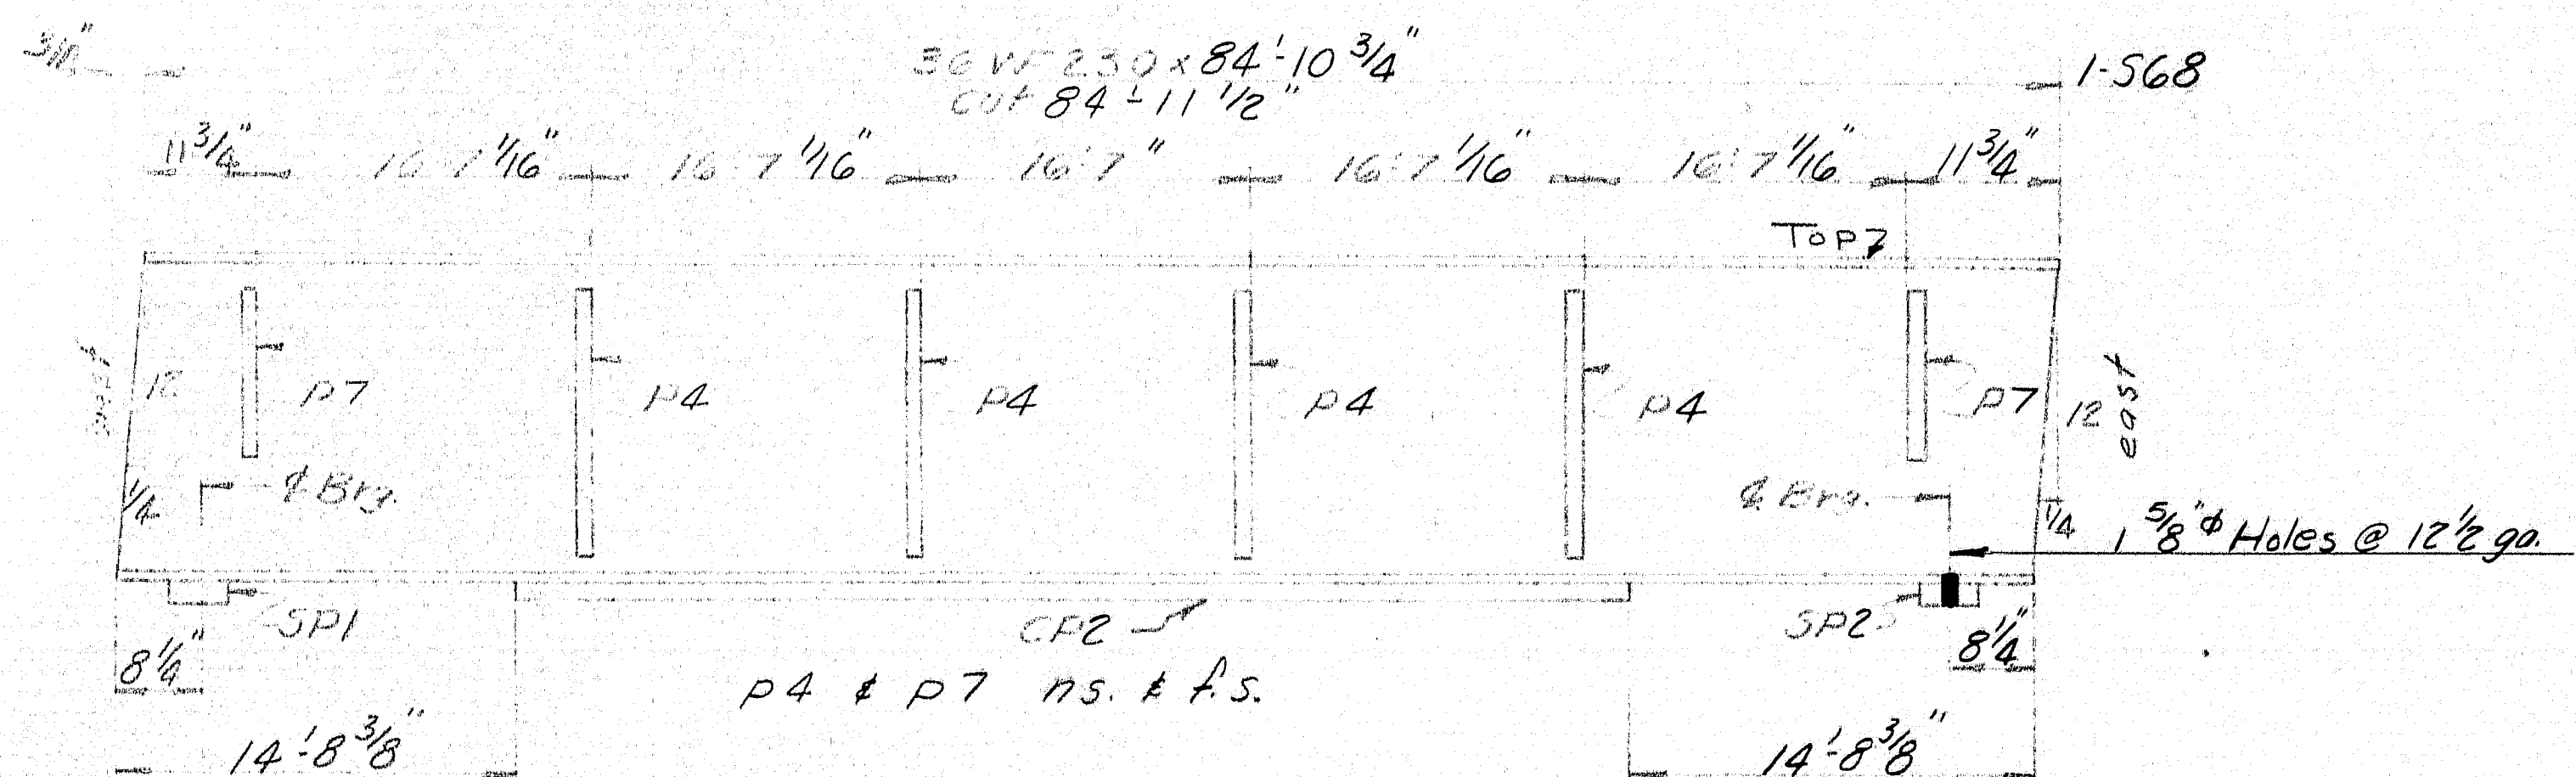 36 WF 230 x 84'-10 3/4"
1-S68
cut 84'-11 1/2"
11 3/4" 16'-7 1/16" 16'-7 1/16" 16'-7" 16'-7 1/16" 16'-7 1/16" 11 3/4"
TOP
12 p7 p4 p4 p4 p4 p7 12 east
1/4 ¢ Brg. ¢ Brg. 1/4
1 5/8" φ Holes @ 12 1/2 ga.
SP1 CP2 SP2
8 1/4" 8 1/4"
p4 & p7 n.s. & f.s.
14'-8 3/8" 14'-8 3/8"